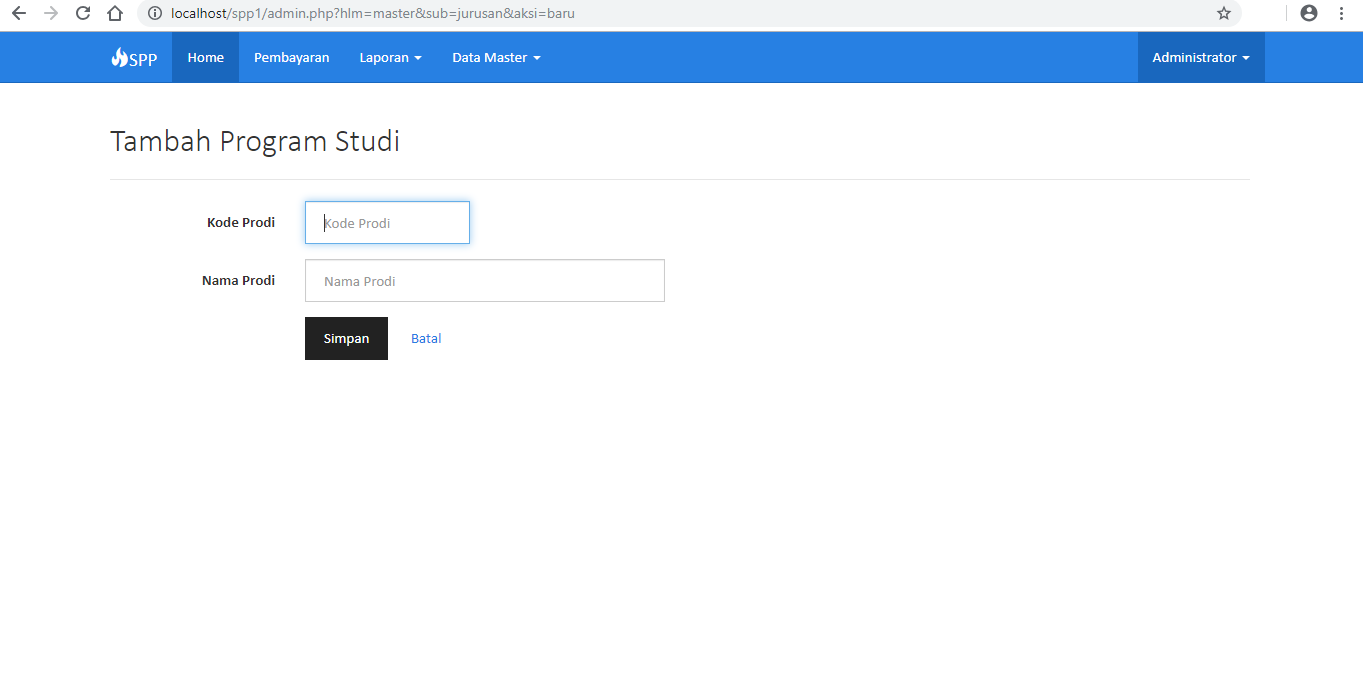 localhost/spp1/admin.php?hlm=master&sub=jurusan&aksi=baru
SPP Home Pembayaran Laporan Data Master Administrator
Tambah Program Studi
Kode Prodi Kode Prodi
Nama Prodi Nama Prodi
Simpan Batal